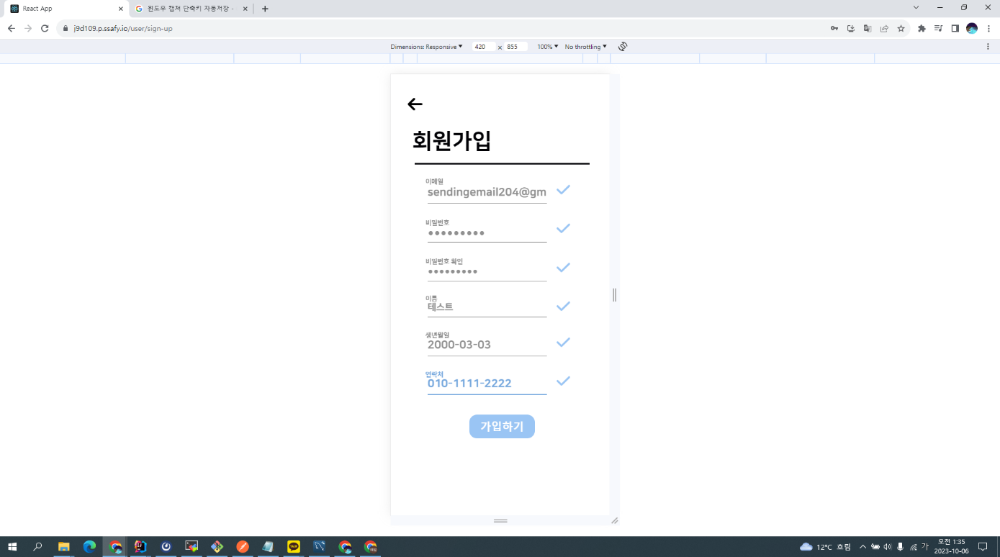 React App
윈도우 캡쳐 단축키 자동저장 -
j9d109.p.ssafy.io/user/sign-up
Dimensions: Responsive ▼ 420 x 855 100% ▼ No throttling ▼
회원가입
이메일
sendingemail204@gm
비밀번호
•••••••••
비밀번호 확인
•••••••••
이름
테스트
생년월일
2000-03-03
연락처
010-1111-2222
가입하기
TALK
12°C 흐림
가
오전 1:35
2023-10-06